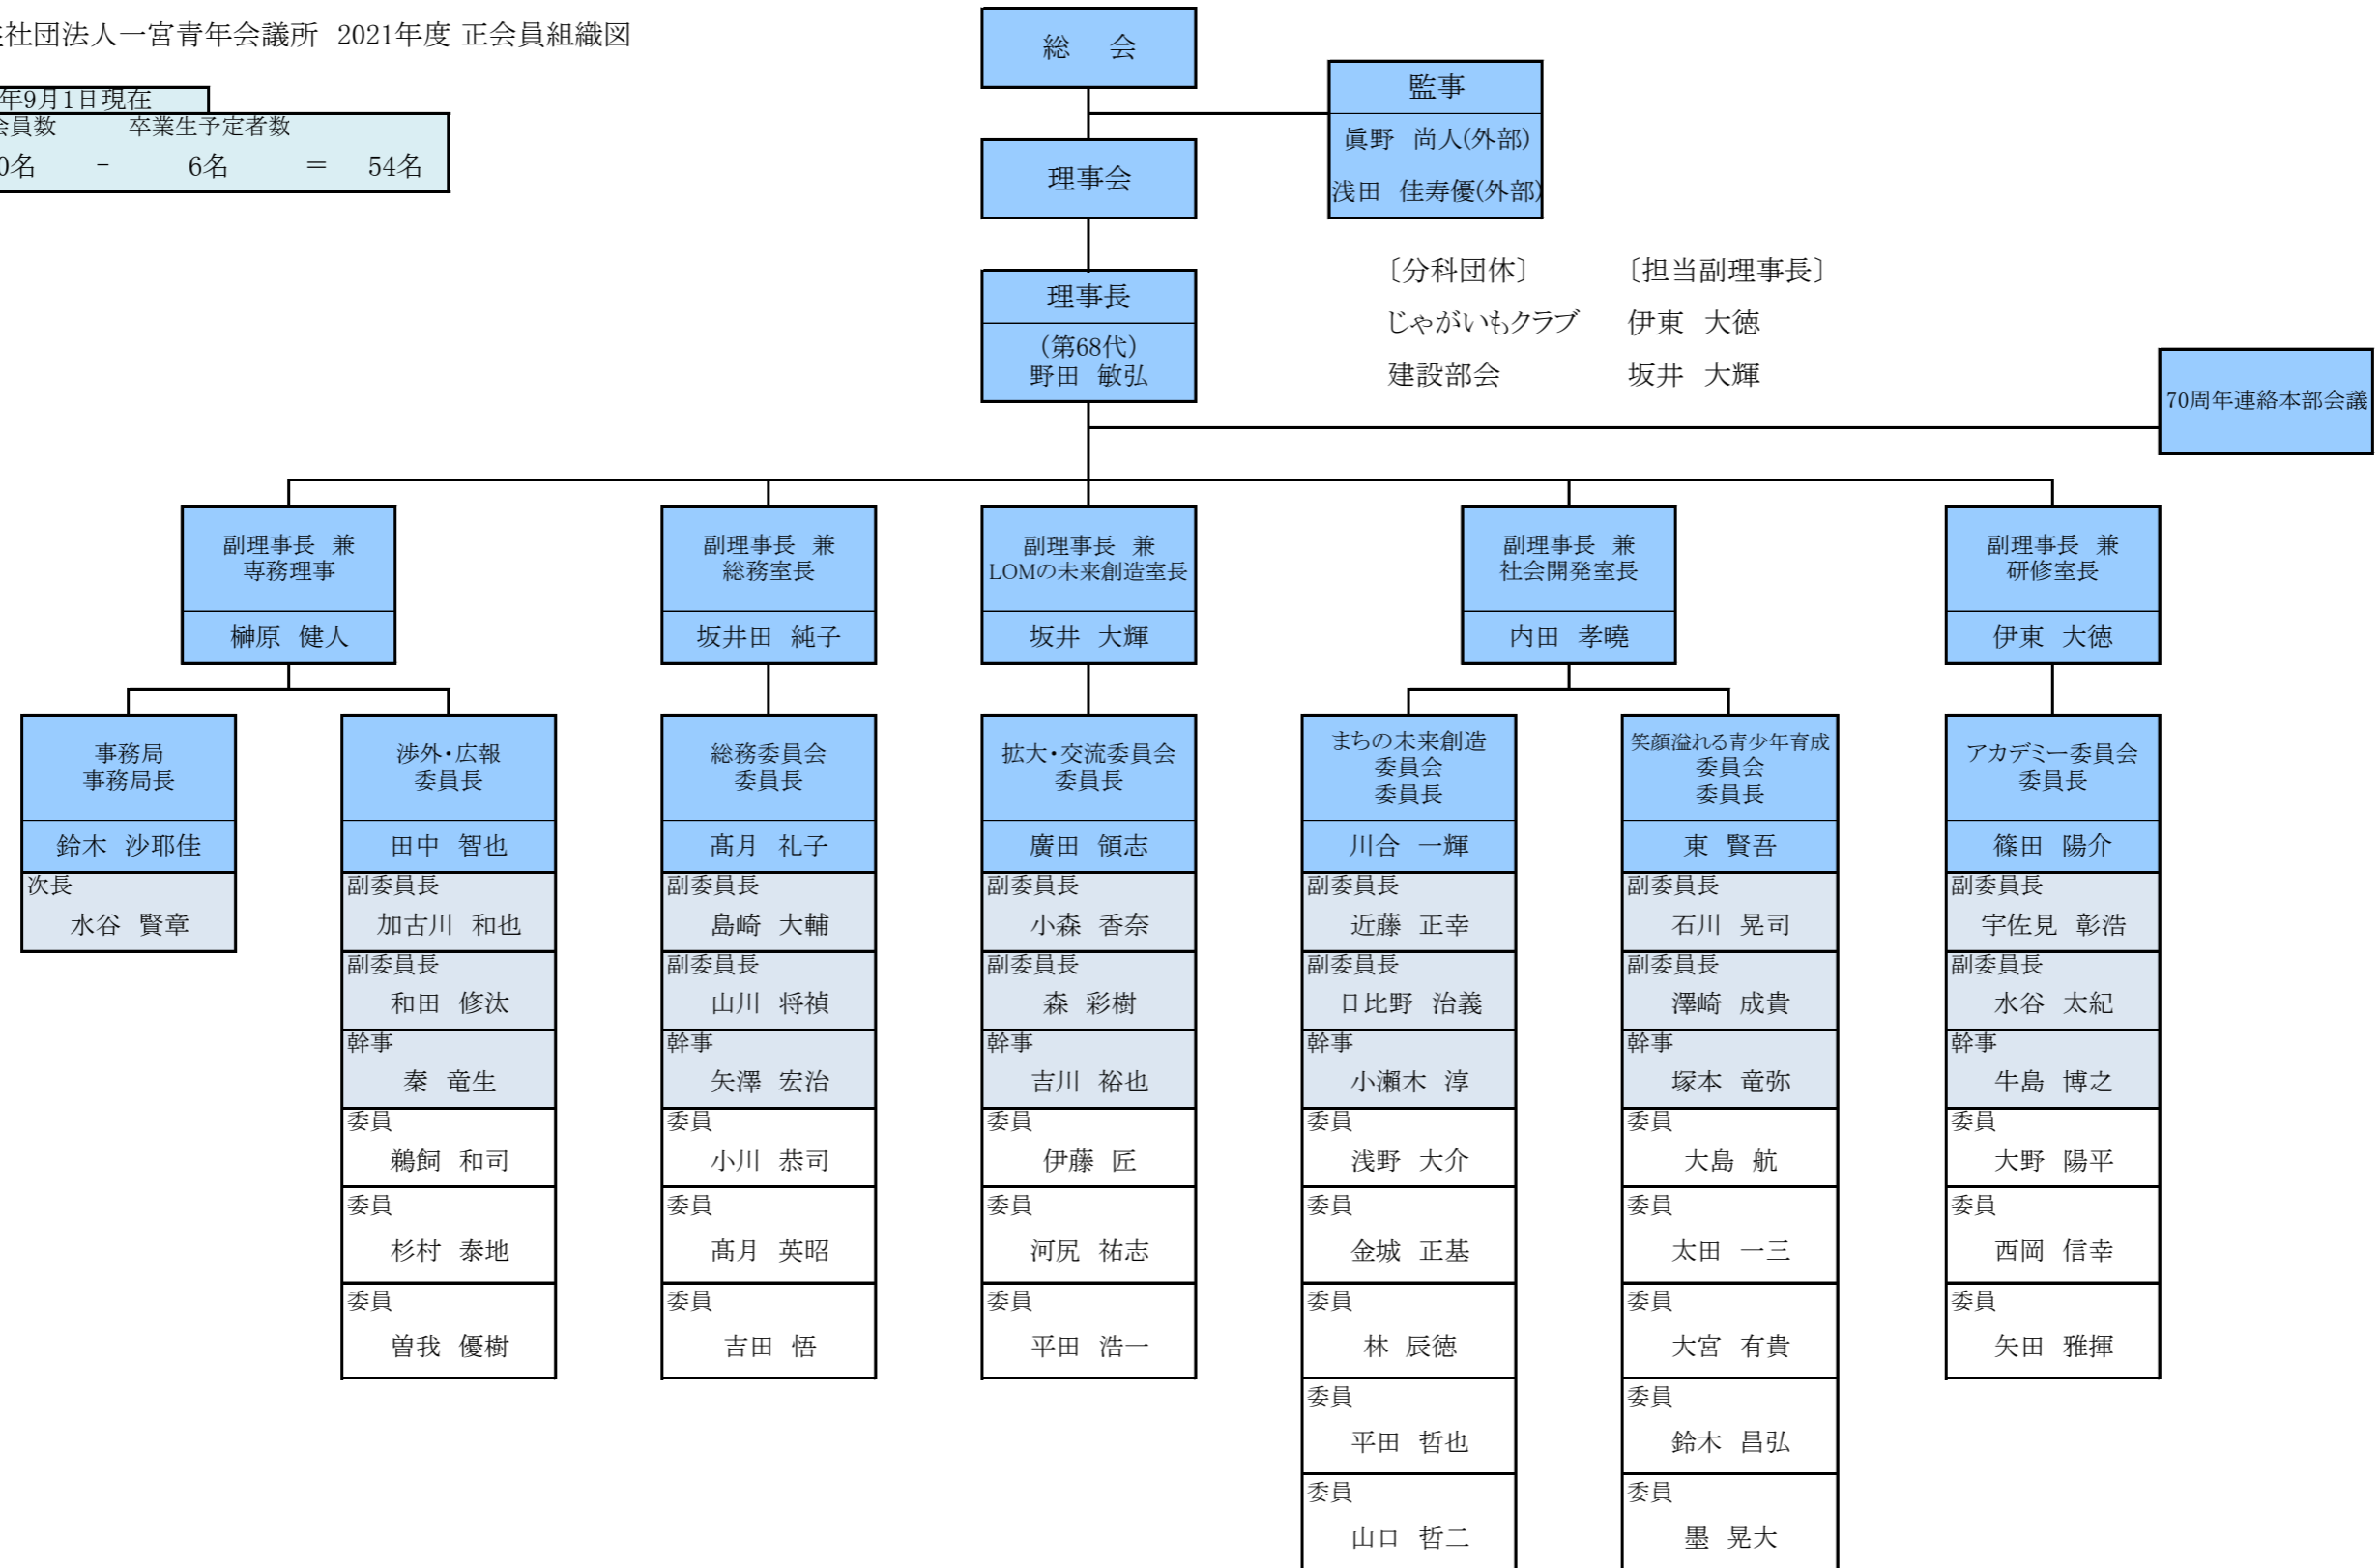 社団法人一宮青年会議所 2021年度 正会員組織図
年9月1日現在
会員数 卒業生予定者数
0名 - 6名 = 54名
総 会
監事
眞野 尚人(外部)
浅田 佳寿優(外部)
理事会
〔分科団体〕 〔担当副理事長〕
じゃがいもクラブ 伊東 大徳
建設部会 坂井 大輝
理事長
(第68代)
野田 敏弘
70周年連絡本部会議
副理事長 兼
専務理事
榊原 健人
副理事長 兼
総務室長
坂井田 純子
副理事長 兼
LOMの未来創造室長
坂井 大輝
副理事長 兼
社会開発室長
内田 孝曉
副理事長 兼
研修室長
伊東 大徳
事務局
事務局長
鈴木 沙耶佳
次長
水谷 賢章
渉外・広報
委員長
田中 智也
副委員長
加古川 和也
副委員長
和田 修汰
幹事
秦 竜生
委員
鵜飼 和司
委員
杉村 泰地
委員
曽我 優樹
総務委員会
委員長
髙月 礼子
副委員長
島崎 大輔
副委員長
山川 将禎
幹事
矢澤 宏治
委員
小川 恭司
委員
髙月 英昭
委員
吉田 悟
拡大・交流委員会
委員長
廣田 領志
副委員長
小森 香奈
副委員長
森 彩樹
幹事
吉川 裕也
委員
伊藤 匠
委員
河尻 祐志
委員
平田 浩一
まちの未来創造
委員会
委員長
川合 一輝
副委員長
近藤 正幸
副委員長
日比野 治義
幹事
小瀬木 淳
委員
浅野 大介
委員
金城 正基
委員
林 辰徳
委員
平田 哲也
委員
山口 哲二
笑顔溢れる青少年育成
委員会
委員長
東 賢吾
副委員長
石川 晃司
副委員長
澤崎 成貴
幹事
塚本 竜弥
委員
大島 航
委員
太田 一三
委員
大宮 有貴
委員
鈴木 昌弘
委員
墨 晃大
アカデミー委員会
委員長
篠田 陽介
副委員長
宇佐見 彰浩
副委員長
水谷 太紀
幹事
牛島 博之
委員
大野 陽平
委員
西岡 信幸
委員
矢田 雅揮